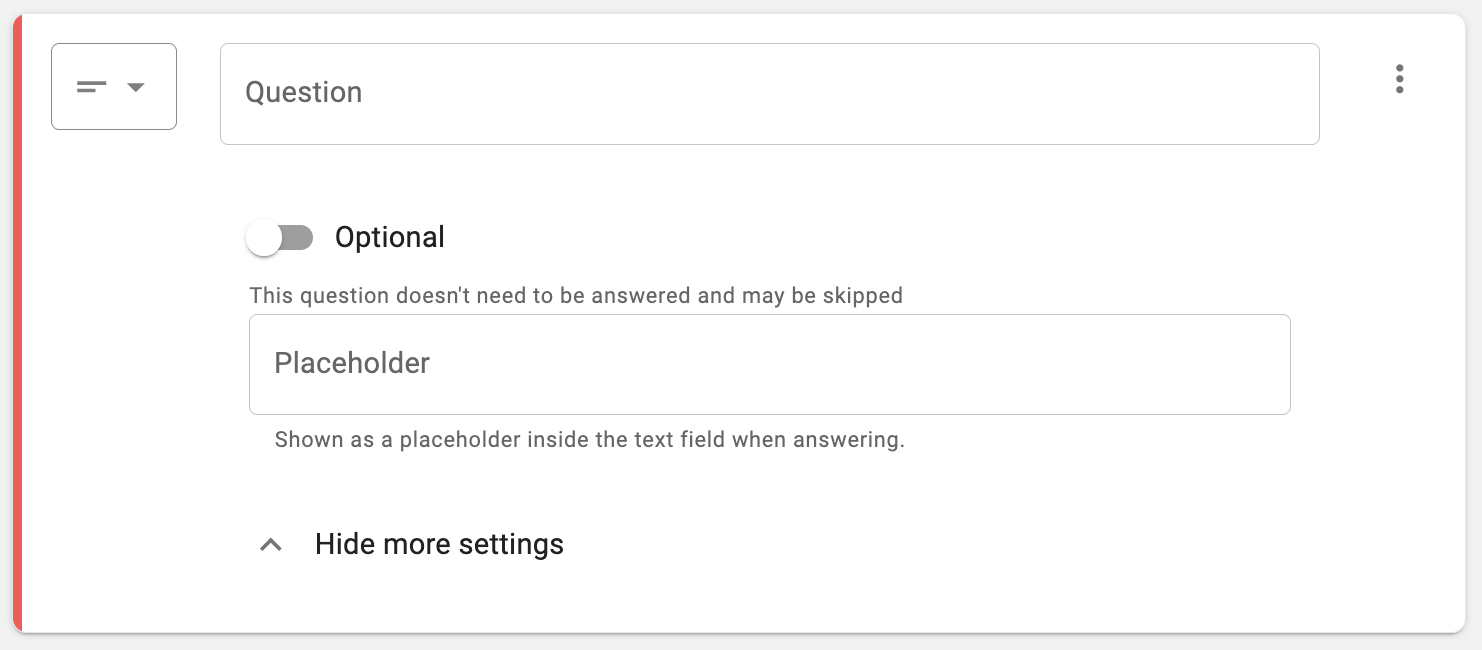 Question
Optional
This question doesn't need to be answered and may be skipped
Placeholder
Shown as a placeholder inside the text field when answering.
Hide more settings